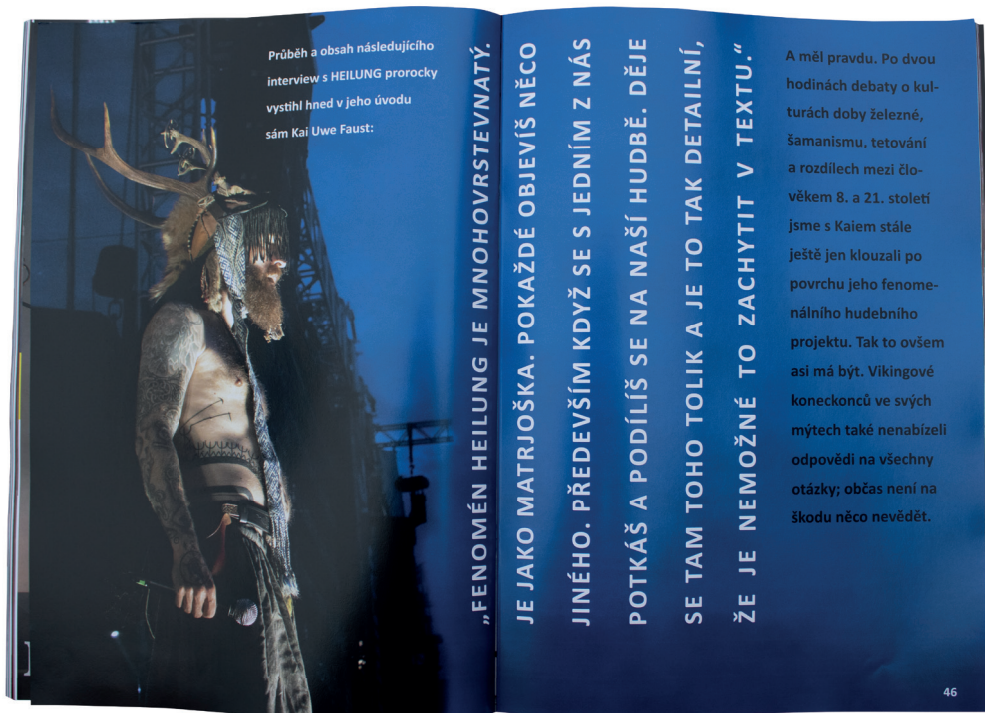 Průběh a obsah následujícího
interview s HEILUNG prorocky
vystihl hned v jeho úvodu
sám Kai Uwe Faust:
„FENOMÉN HEILUNG JE MNOHOVRSTEVNATÝ.
JE JAKO MATRJOŠKA. POKAŽDÉ OBJEVÍŠ NĚCO
JINÉHO. PŘEDEVŠÍM KDYŽ SE S JEDNÍM Z NÁS
POTKÁŠ A PODÍLÍŠ SE NA NAŠÍ HUDBĚ. DĚJE
SE TAM TOHO TOLIK A JE TO TAK DETAILNÍ,
ŽE JE NEMOŽNÉ TO ZACHYTIT V TEXTU.“
A měl pravdu. Po dvou
hodinách debaty o kul-
turách doby železné,
šamanismu, tetování
a rozdílech mezi člo-
věkem 8. a 21. století
jsme s Kaiem stále
ještě jen klouzali po
povrchu jeho fenome-
nálního hudebního
projektu. Tak to ovšem
asi má být. Vikingové
koneckonců ve svých
mýtech také nenabízeli
odpovědi na všechny
otázky; občas není na
škodu něco nevědět.
46